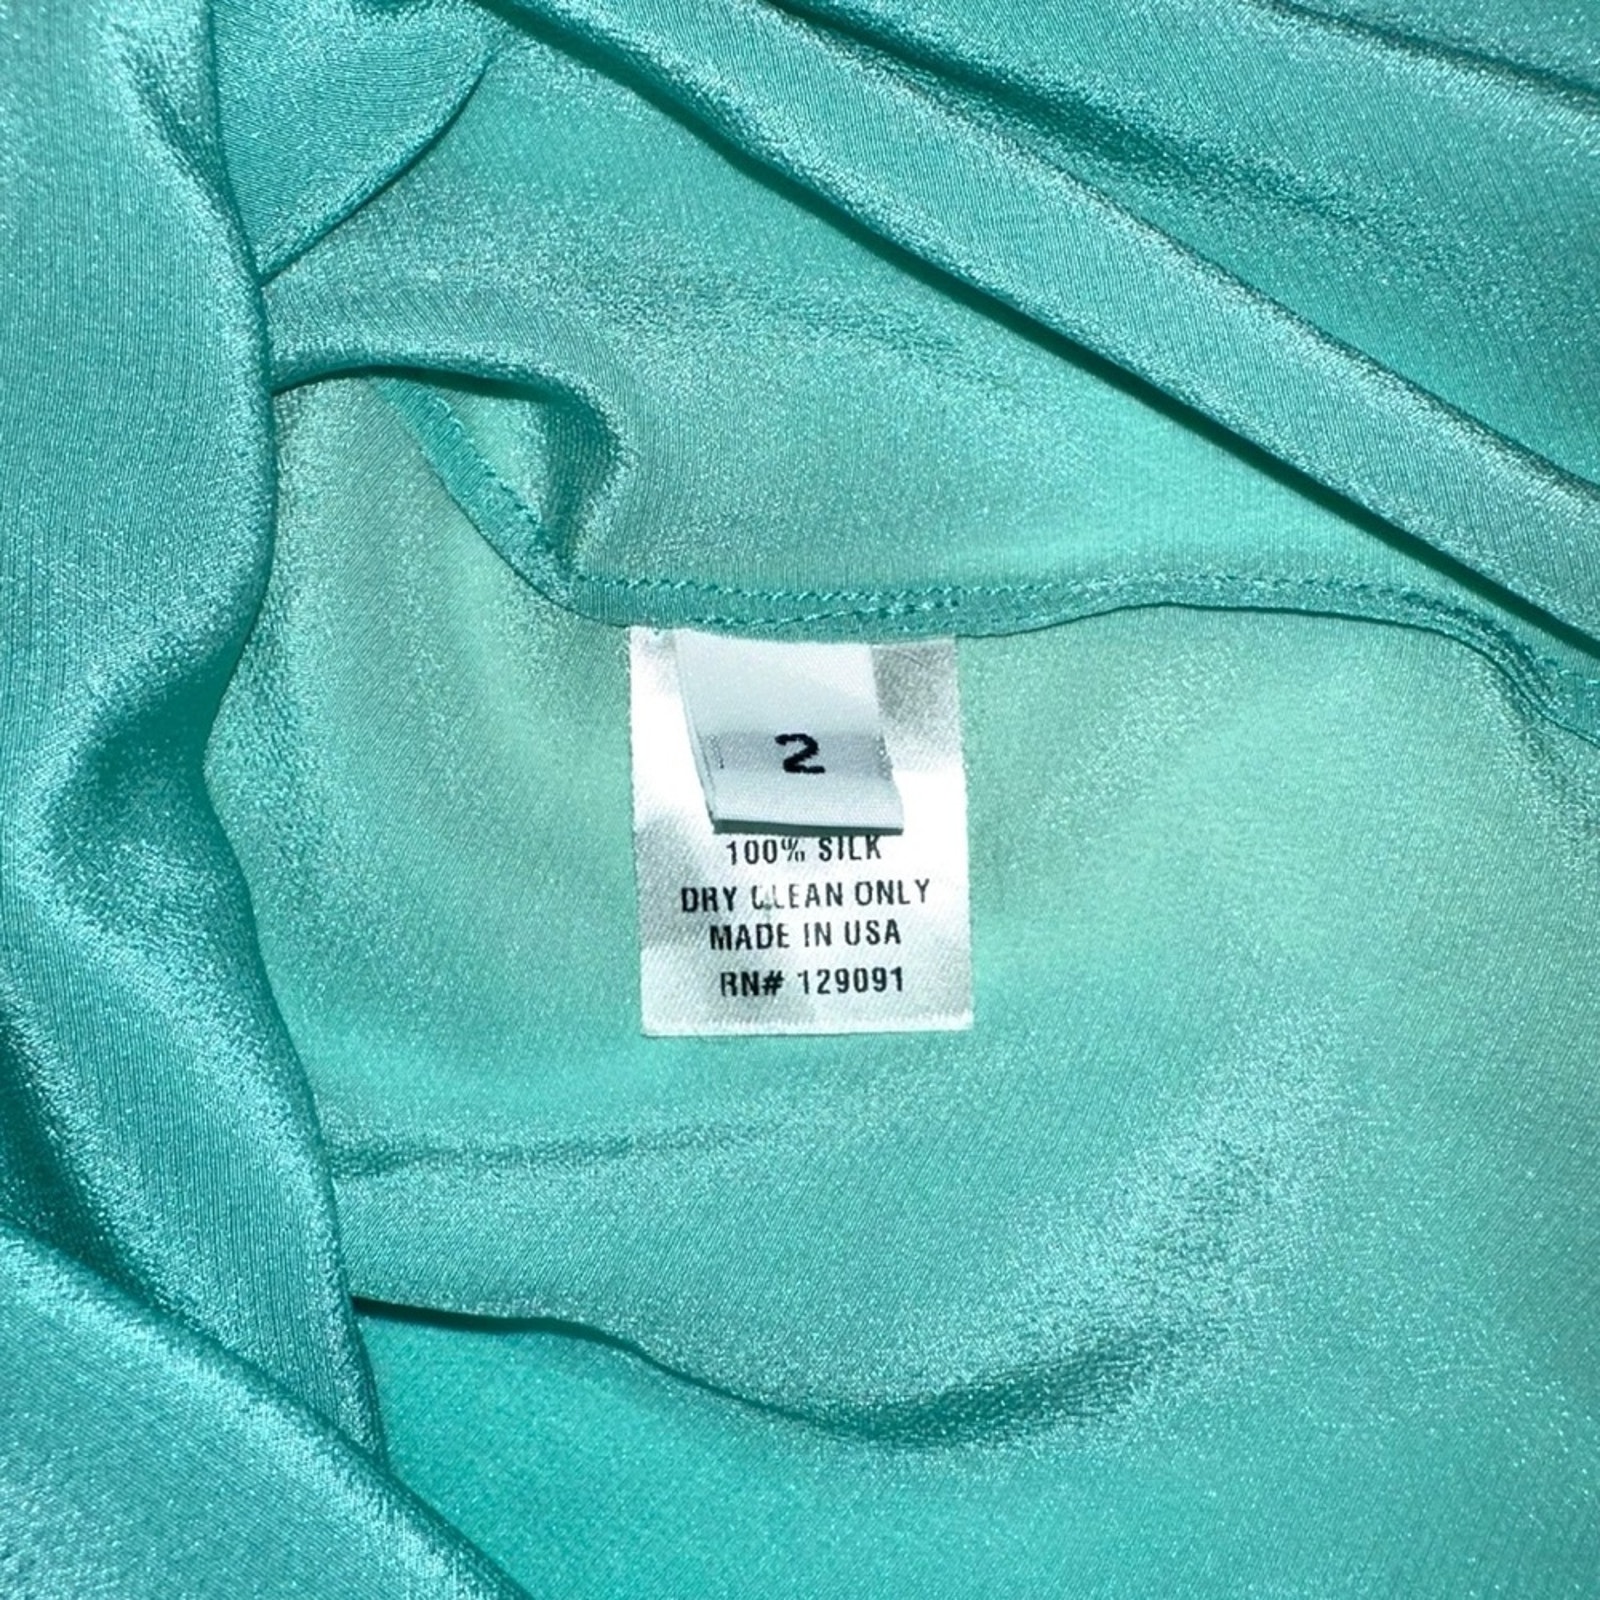 2
100% SILK
DRY CLEAN ONLY
MADE IN USA
RN# 129091